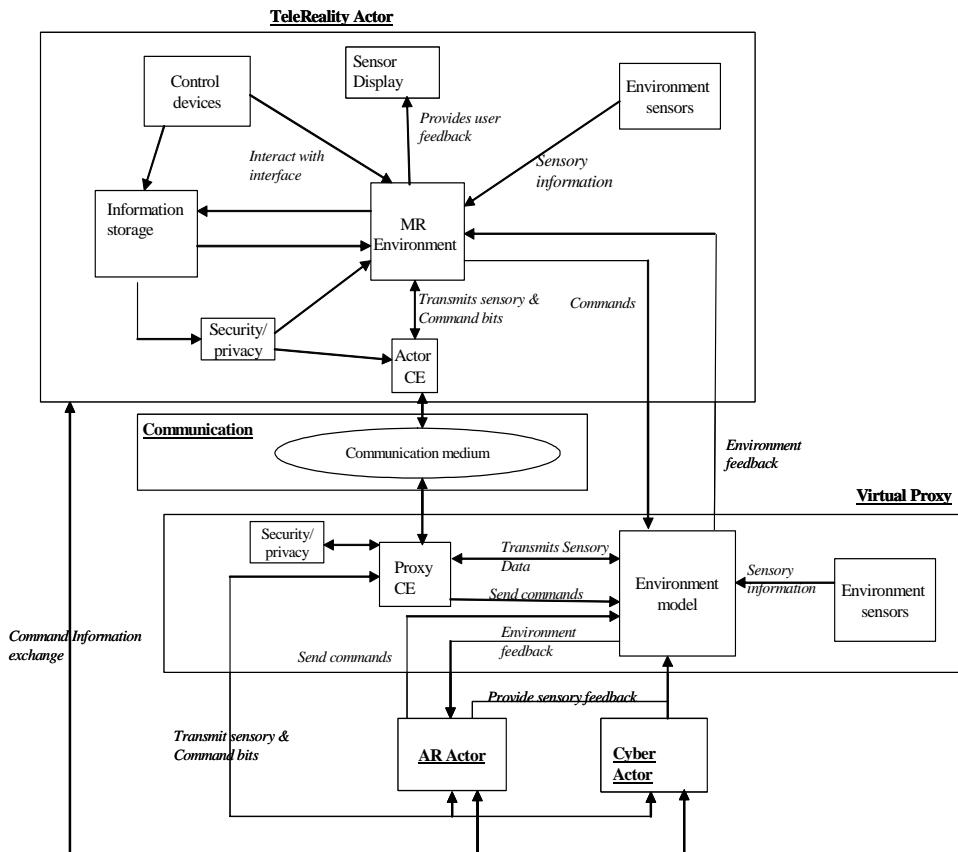 TeleReality Actor
Control
devices
Sensor
Display
Environment
sensors
Provides user
feedback
Interact with
interface
Sensory
information
Information
storage
MR
Environment
Transmits sensory &
Command bits
Commands
Security/
privacy
Actor
CE
Communication
Communication medium
Environment
feedback
Virtual Proxy
Security/
privacy
Proxy
CE
Transmits Sensory
Data
Send commands
Environment
model
Sensory
information
Environment
sensors
Command Information
exchange
Send commands
Environment
feedback
Provide sensory feedback
Transmit sensory &
Command bits
AR Actor
Cyber
Actor